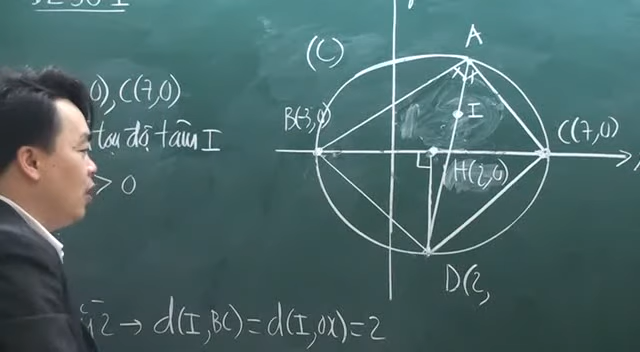 A
(C)
0), C(7,0)
B(-3,0)
I
C(7,0)
tọa độ tâm I
> 0
H(2,0)
D(2,
2 → d(I,BC) = d(I,OX) = 2